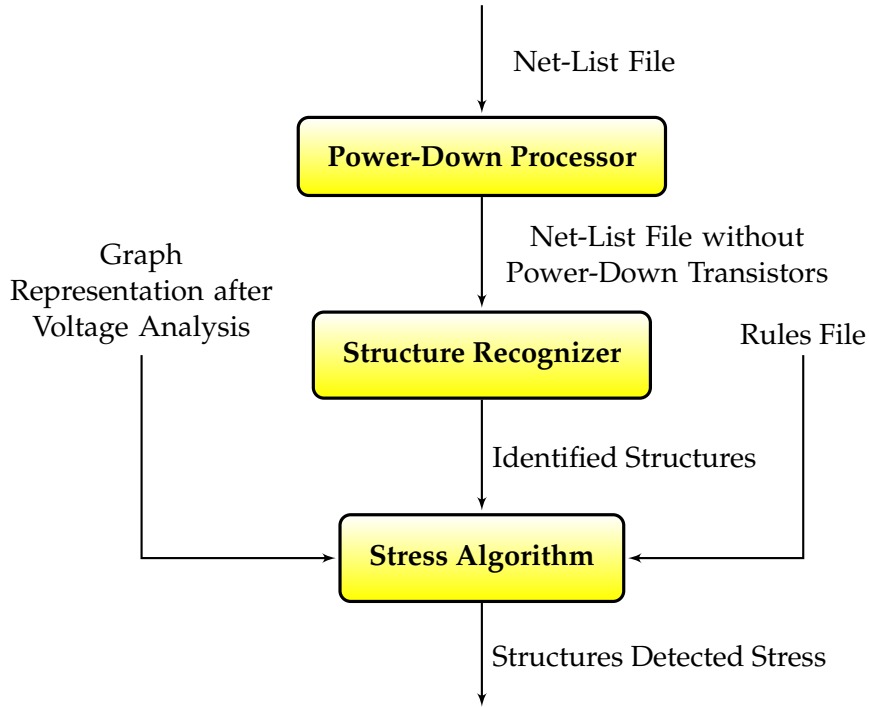 Net-List File
Power-Down Processor
Net-List File without
Power-Down Transistors
Graph
Representation after
Voltage Analysis
Structure Recognizer
Rules File
Identified Structures
Stress Algorithm
Structures Detected Stress